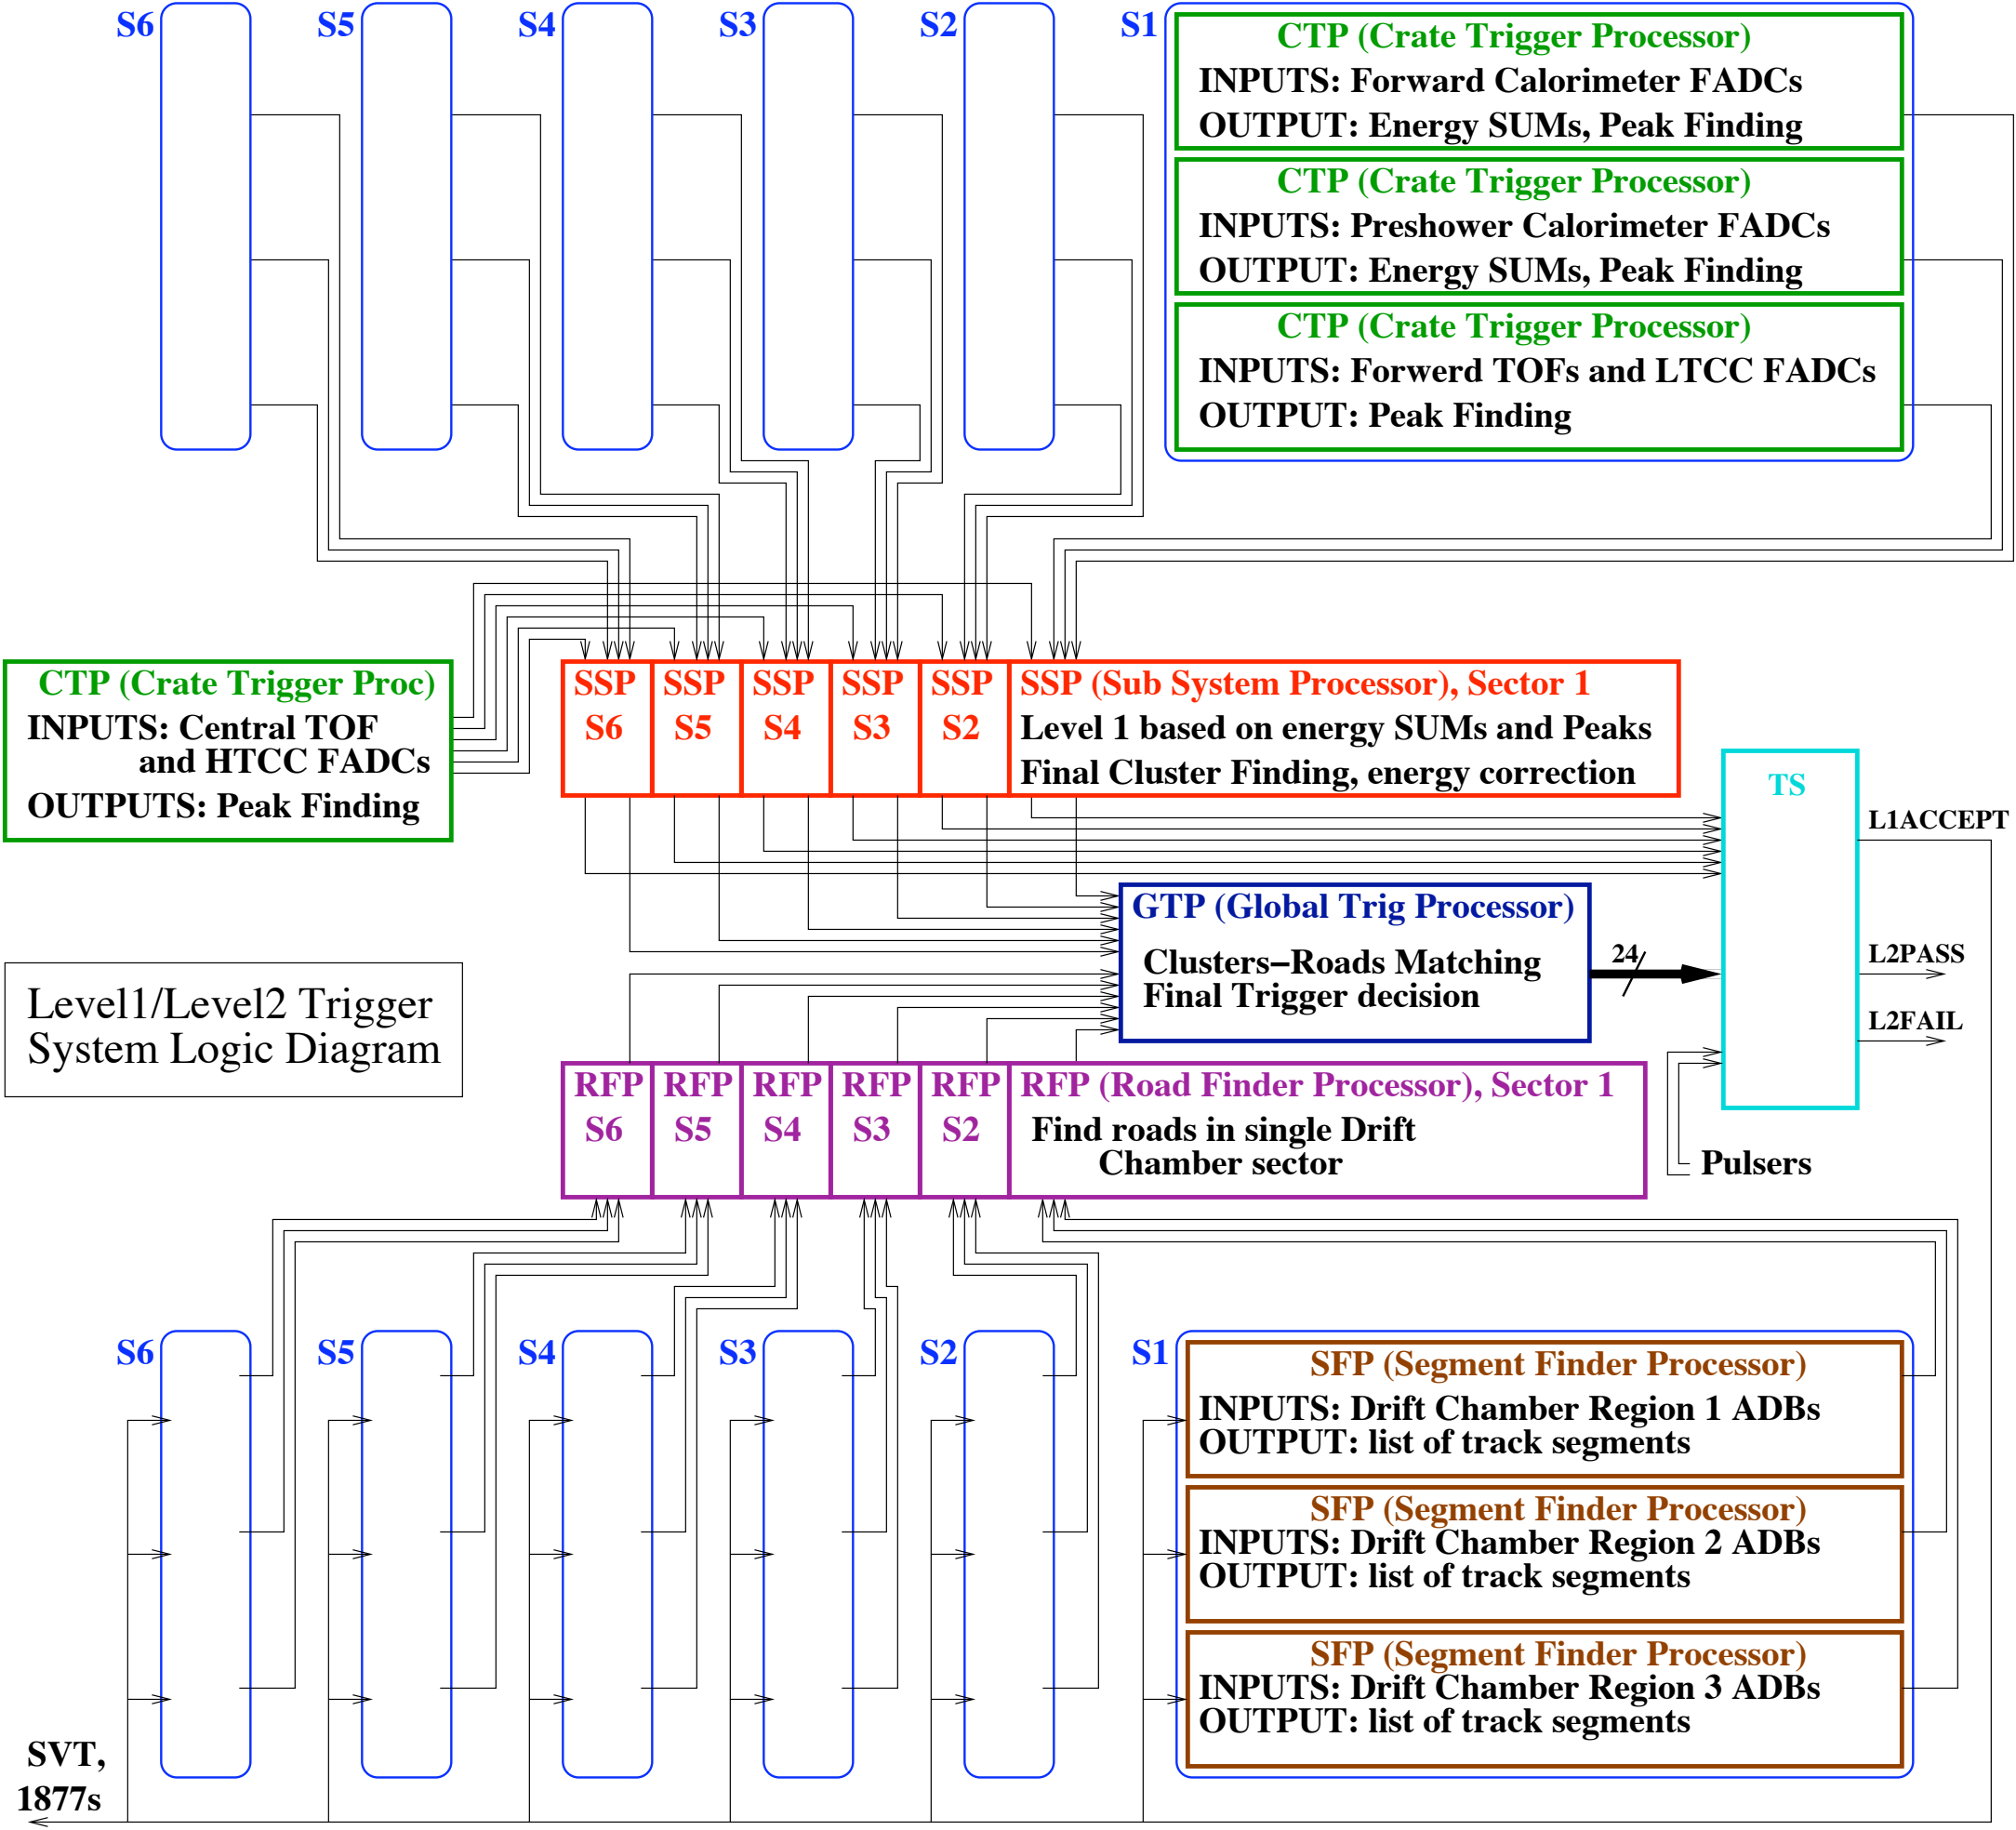 S6
S5
S4
S3
S2
S1
CTP (Crate Trigger Processor)
INPUTS: Forward Calorimeter FADCs
OUTPUT: Energy SUMs, Peak Finding
CTP (Crate Trigger Processor)
INPUTS: Preshower Calorimeter FADCs
OUTPUT: Energy SUMs, Peak Finding
CTP (Crate Trigger Processor)
INPUTS: Forwerd TOFs and LTCC FADCs
OUTPUT: Peak Finding
CTP (Crate Trigger Proc)
INPUTS: Central TOF
and HTCC FADCs
OUTPUTS: Peak Finding
SSP
S6
SSP
S5
SSP
S4
SSP
S3
SSP
S2
SSP (Sub System Processor), Sector 1
Level 1 based on energy SUMs and Peaks
Final Cluster Finding, energy correction
TS
L1ACCEPT
L2PASS
L2FAIL
GTP (Global Trig Processor)
Clusters−Roads Matching
Final Trigger decision
24
Level1/Level2 Trigger
System Logic Diagram
RFP
S6
RFP
S5
RFP
S4
RFP
S3
RFP
S2
RFP (Road Finder Processor), Sector 1
Find roads in single Drift
Chamber sector
Pulsers
S6
S5
S4
S3
S2
S1
SFP (Segment Finder Processor)
INPUTS: Drift Chamber Region 1 ADBs
OUTPUT: list of track segments
SFP (Segment Finder Processor)
INPUTS: Drift Chamber Region 2 ADBs
OUTPUT: list of track segments
SFP (Segment Finder Processor)
INPUTS: Drift Chamber Region 3 ADBs
OUTPUT: list of track segments
SVT,
1877s